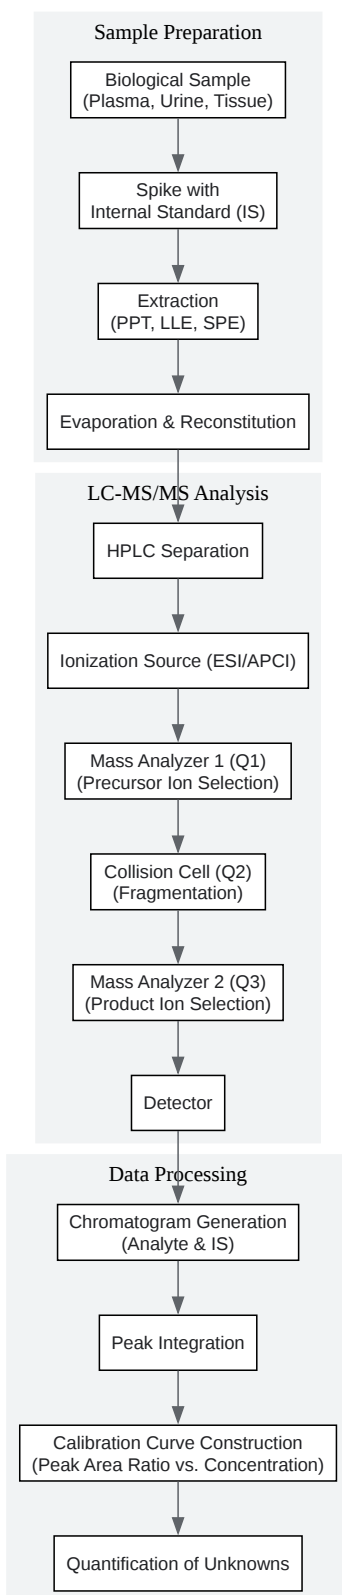 Sample Preparation
Biological Sample
(Plasma, Urine, Tissue)
Spike with
Internal Standard (IS)
Extraction
(PPT, LLE, SPE)
Evaporation & Reconstitution
LC-MS/MS Analysis
HPLC Separation
Ionization Source (ESI/APCI)
Mass Analyzer 1 (Q1)
(Precursor Ion Selection)
Collision Cell (Q2)
(Fragmentation)
Mass Analyzer 2 (Q3)
(Product Ion Selection)
Detector
Data Processing
Chromatogram Generation
(Analyte & IS)
Peak Integration
Calibration Curve Construction
(Peak Area Ratio vs. Concentration)
Quantification of Unknowns